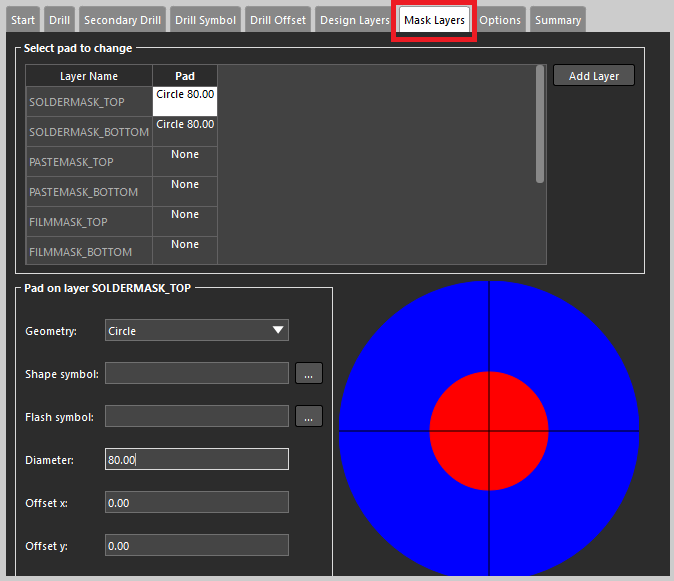 Start Drill Secondary Drill Drill Symbol Drill Offset Design Layers Mask Layers Options Summary
Select pad to change
Layer Name Pad
Add Layer
SOLDERMASK_TOP Circle 80.00
SOLDERMASK_BOTTOM Circle 80.00
PASTEMASK_TOP None
PASTEMASK_BOTTOM None
FILMMASK_TOP None
FILMMASK_BOTTOM None
Pad on layer SOLDERMASK_TOP
Geometry: Circle
Shape symbol: ...
Flash symbol: ...
Diameter: 80.00
Offset x: 0.00
Offset y: 0.00